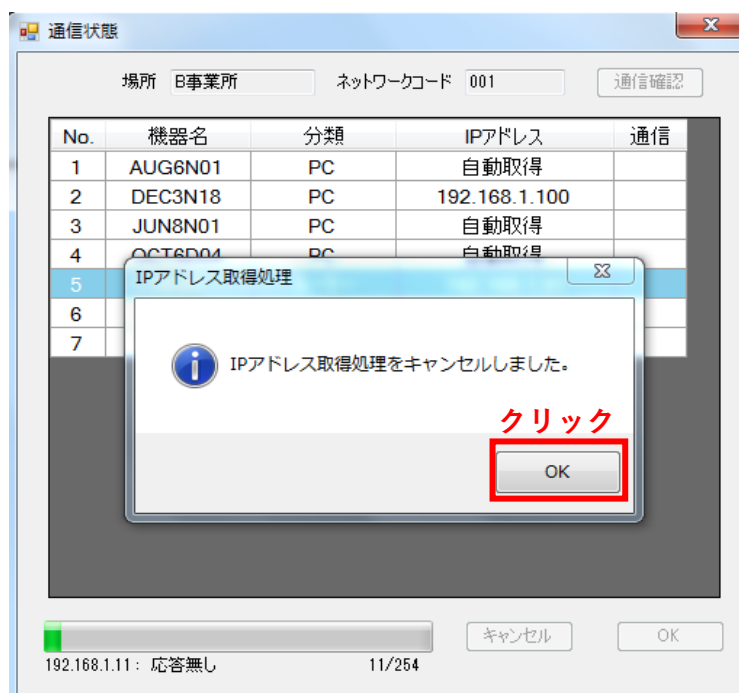 通信状態
場所 B事業所 ネットワークコード 001 通信確認
No. 機器名 分類 IPアドレス 通信
1 AUG6N01 PC 自動取得
2 DEC3N18 PC 192.168.1.100
3 JUN8N01 PC 自動取得
4 OCT6D04 PC 自動取得
IPアドレス取得処理
5
6
7
IPアドレス取得処理をキャンセルしました。
クリック
OK
キャンセル OK
192.168.1.11： 応答無し 11/254